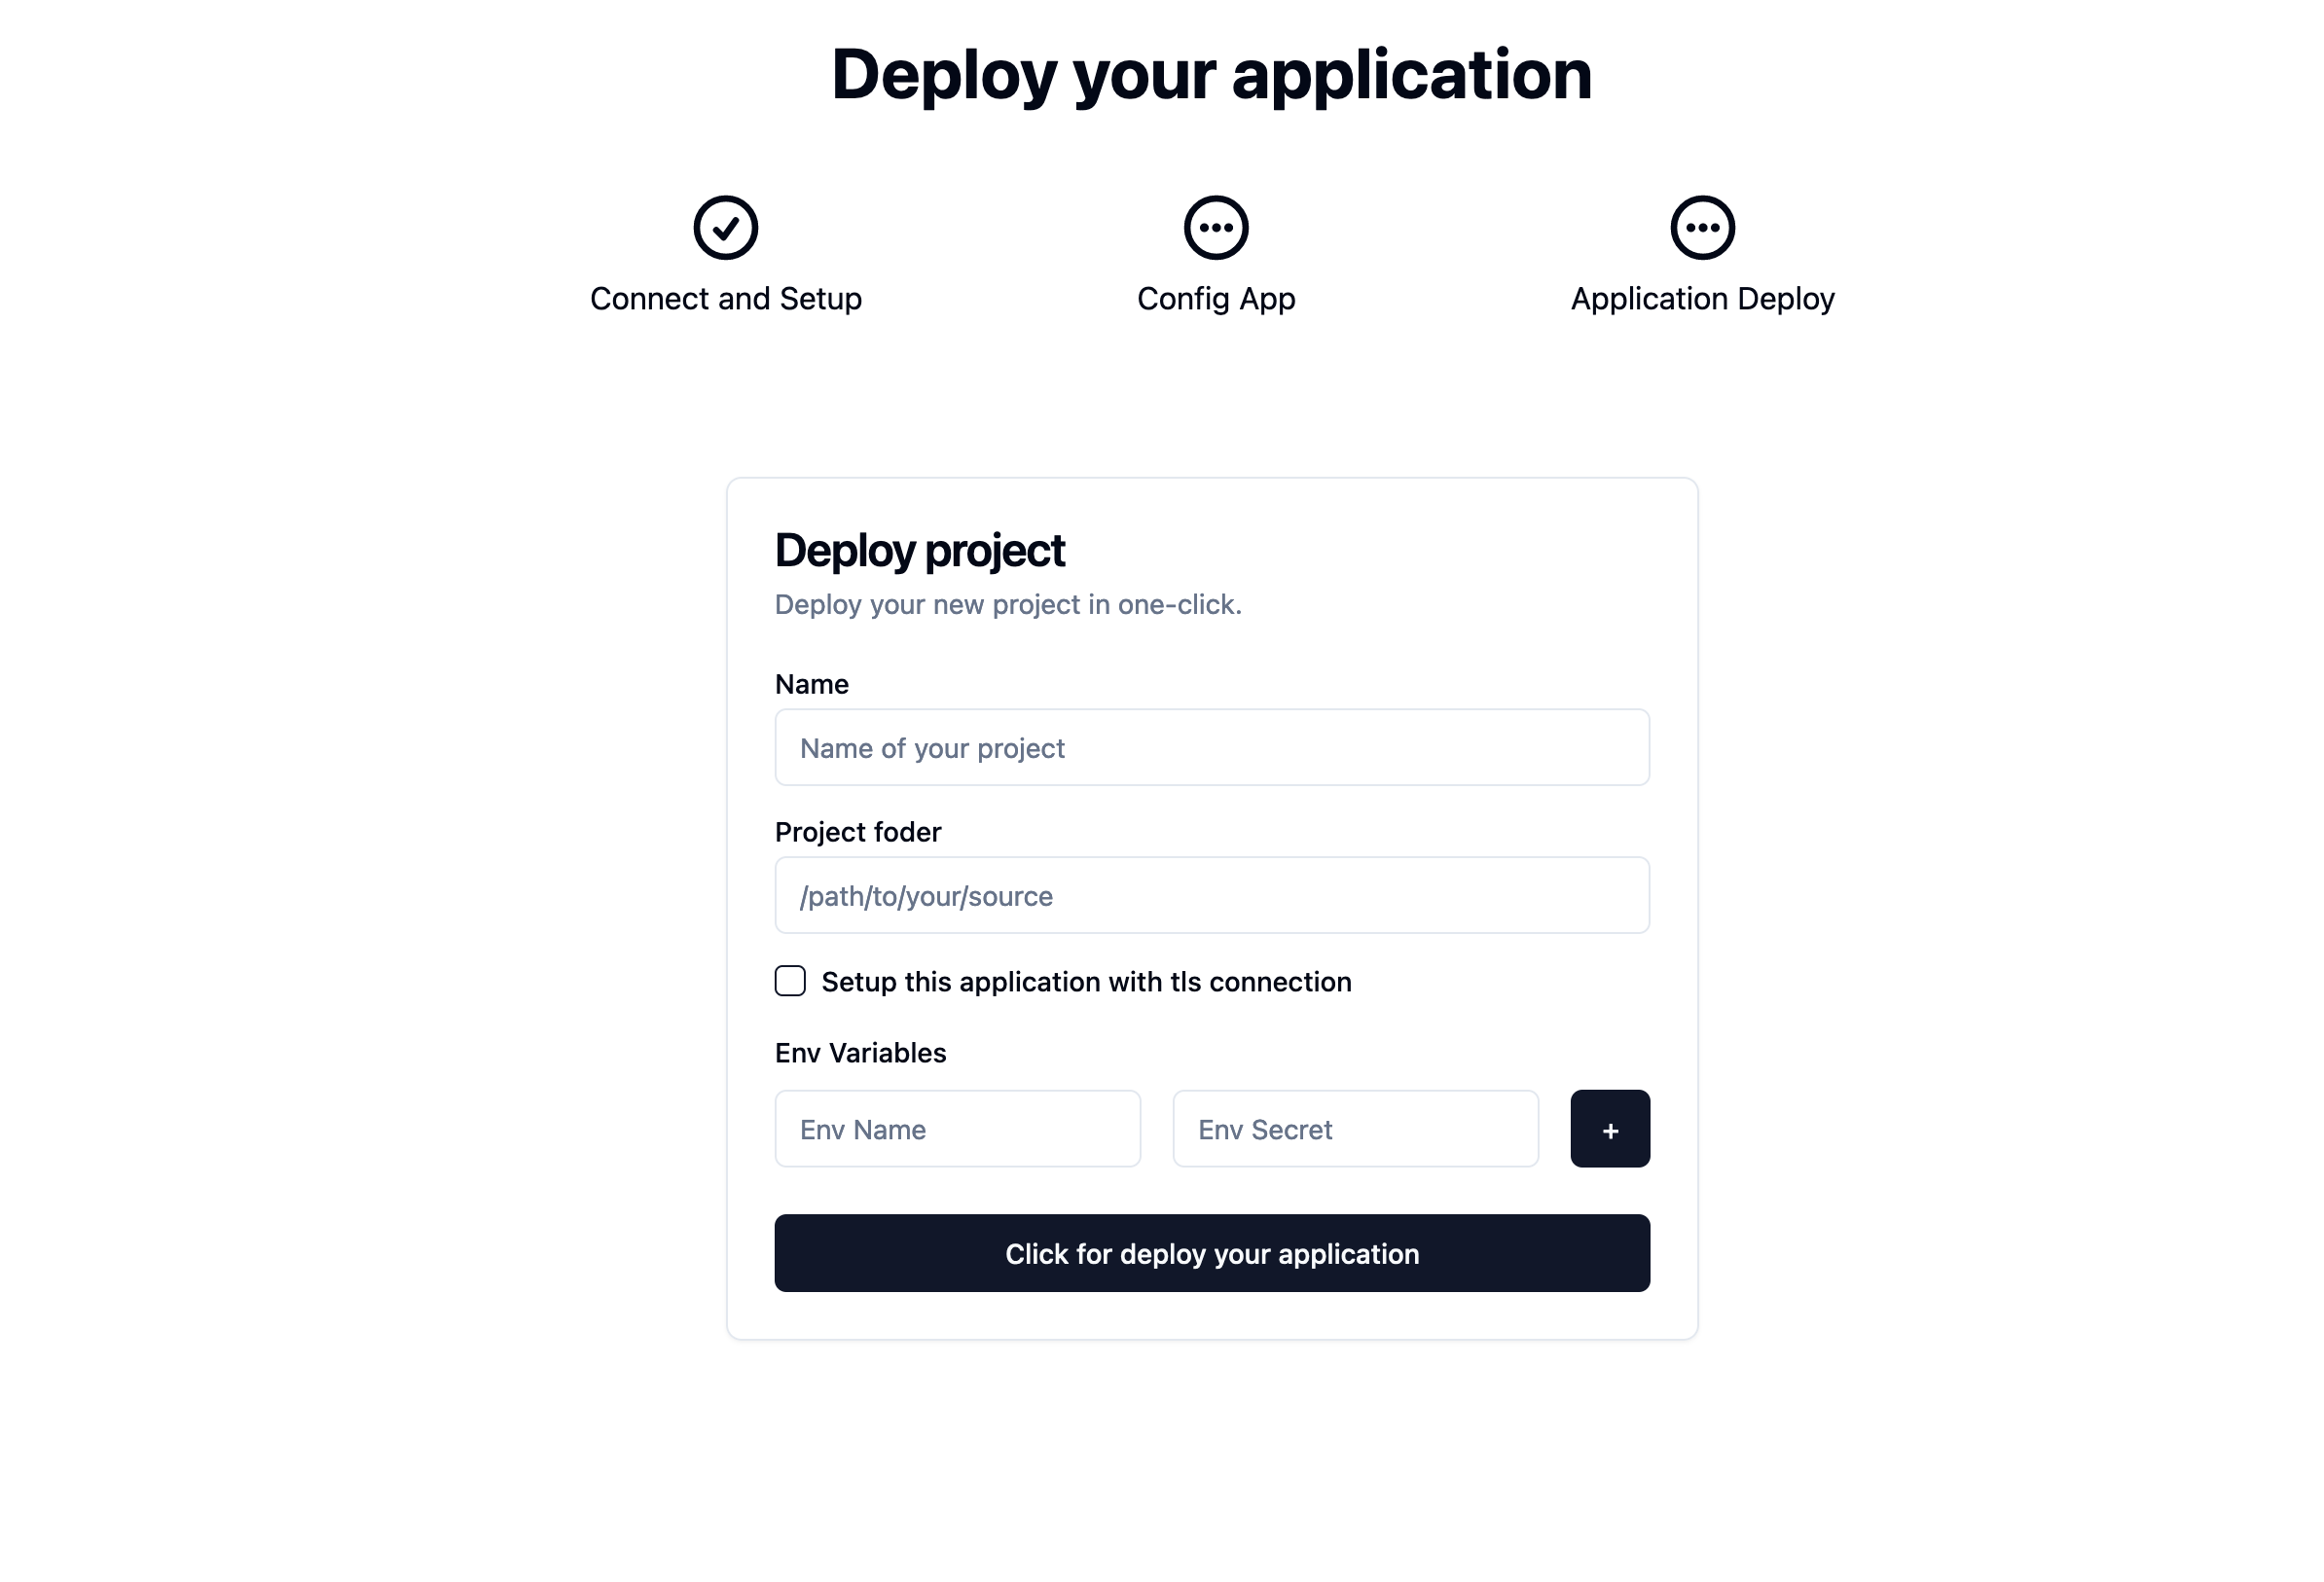 Deploy your application
Connect and Setup
Config App
Application Deploy
Deploy project
Deploy your new project in one-click.
Name
Name of your project
Project foder
/path/to/your/source
Setup this application with tls connection
Env Variables
Env Name
Env Secret
+
Click for deploy your application